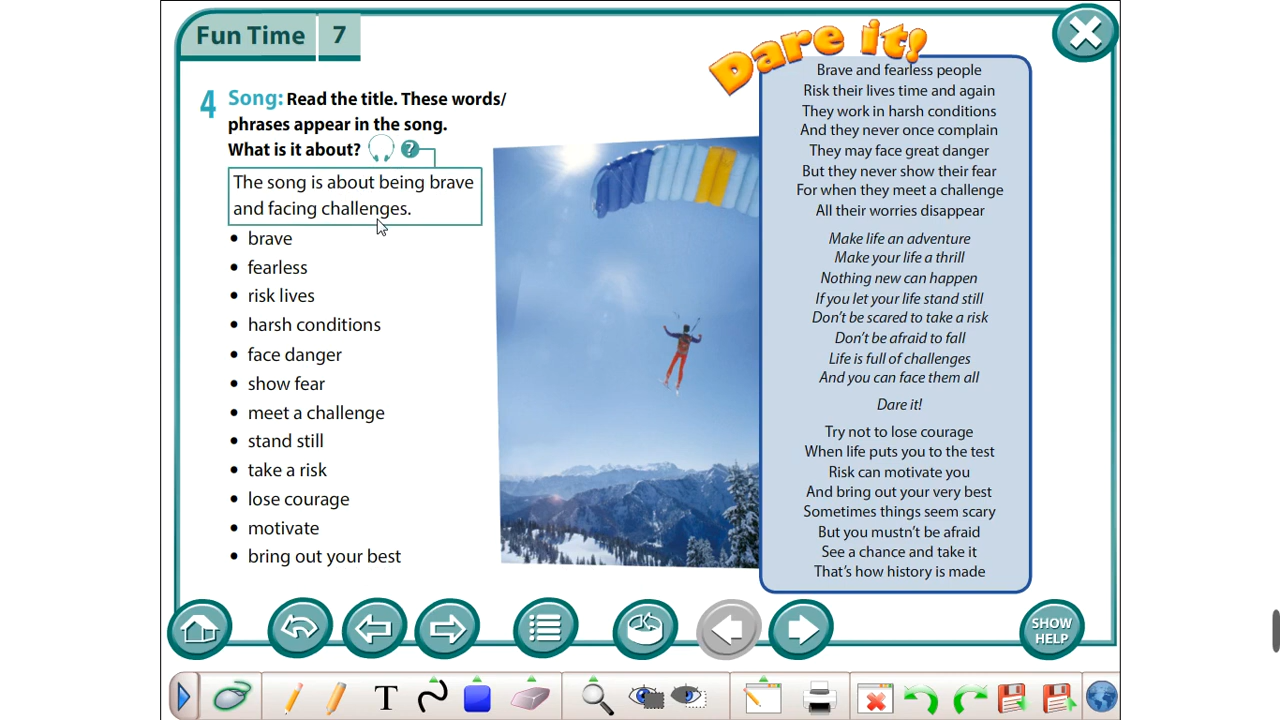 Fun Time 7
Dare it!
4 Song: Read the title. These words/
phrases appear in the song.
What is it about?
?
The song is about being brave
and facing challenges.
• brave
• fearless
• risk lives
• harsh conditions
• face danger
• show fear
• meet a challenge
• stand still
• take a risk
• lose courage
• motivate
• bring out your best
Brave and fearless people
Risk their lives time and again
They work in harsh conditions
And they never once complain
They may face great danger
But they never show their fear
For when they meet a challenge
All their worries disappear
Make life an adventure
Make your life a thrill
Nothing new can happen
If you let your life stand still
Don't be scared to take a risk
Don't be afraid to fall
Life is full of challenges
And you can face them all
Dare it!
Try not to lose courage
When life puts you to the test
Risk can motivate you
And bring out your very best
Sometimes things seem scary
But you mustn't be afraid
See a chance and take it
That's how history is made
SHOW
HELP
T